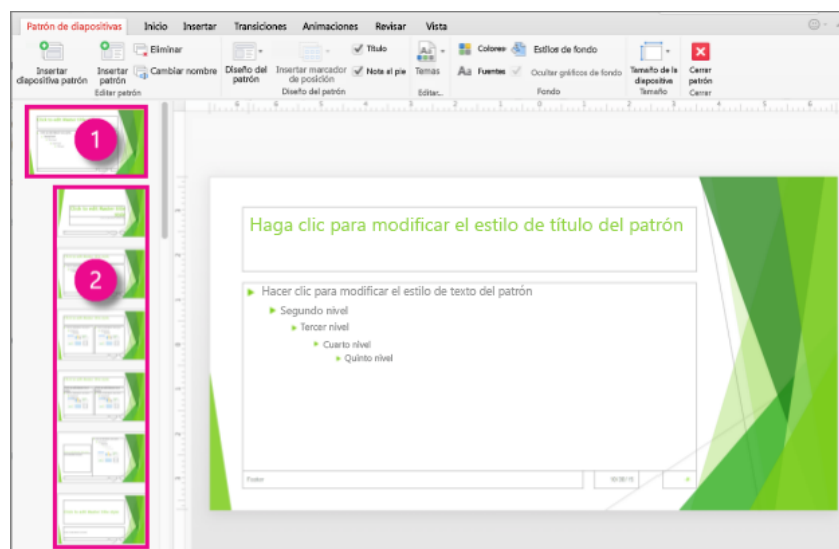 Patrón de diapositivas Inicio Insertar Transiciones Animaciones Revisar Vista
Insertar diapositiva patrón
Insertar patrón
Eliminar
Cambiar nombre
Editar patrón
Diseño del patrón
Insertar marcador de posición
Título
Nota al pie
Diseño del patrón
Temas
Editar...
Colores
Fuentes
Estilos de fondo
Ocultar gráficos de fondo
Fondo
Tamaño de la diapositiva
Tamaño
Cerrar patrón
Cerrar
1
2
Haga clic para modificar el estilo de título del patrón
Hacer clic para modificar el estilo de texto del patrón
Segundo nivel
Tercer nivel
Cuarto nivel
Quinto nivel
Footer